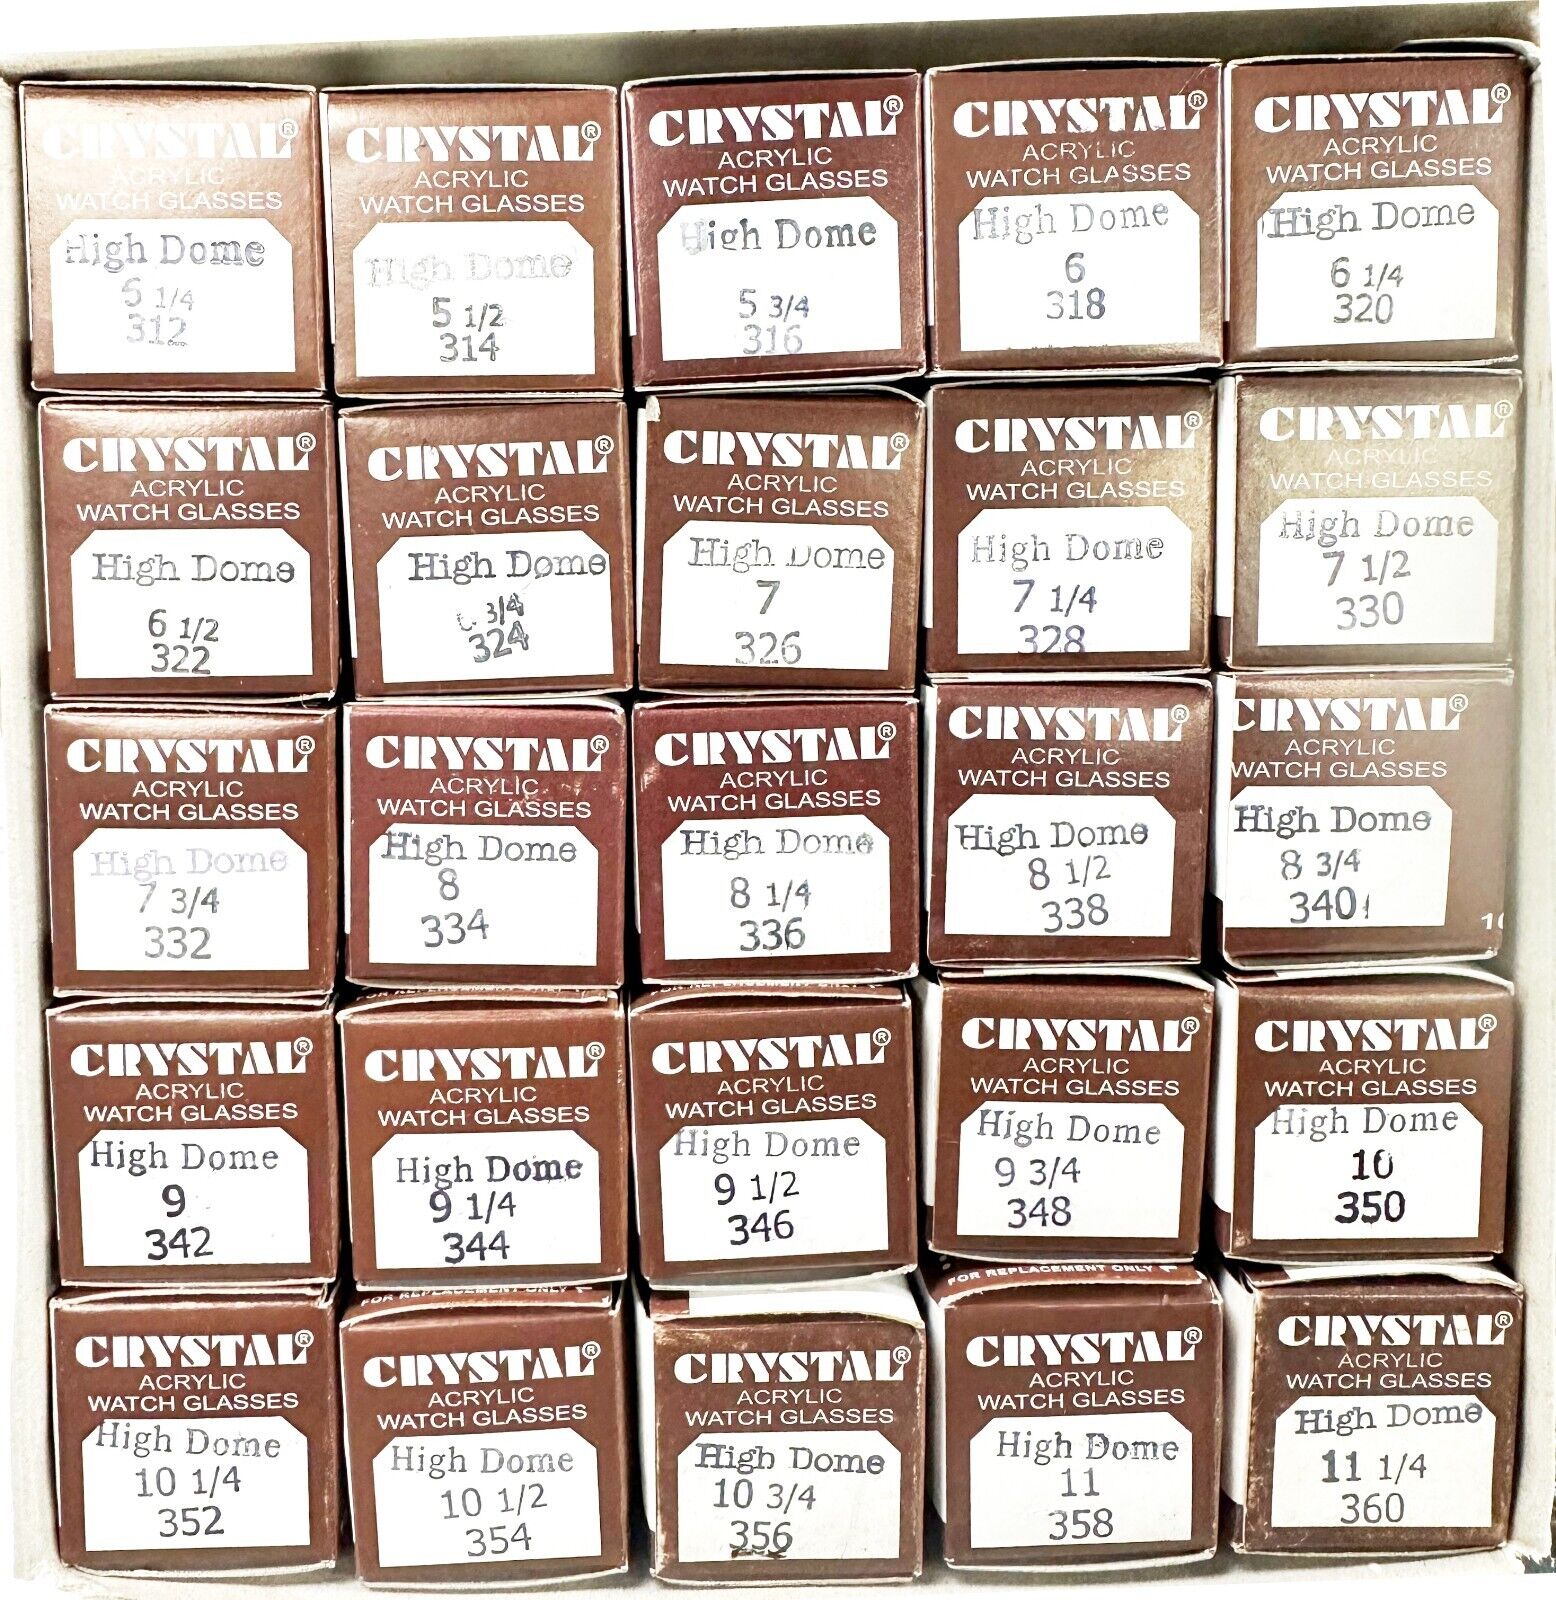 CRYSTAL®
ACRYLIC
WATCH GLASSES
High Dome
6 1/4
312
CRYSTAL®
ACRYLIC
WATCH GLASSES
High Dome
5 1/2
314
CRYSTAL®
ACRYLIC
WATCH GLASSES
High Dome
5 3/4
316
CRYSTAL®
ACRYLIC
WATCH GLASSES
High Dome
6
318
CRYSTAL®
ACRYLIC
WATCH GLASSES
High Dome
6 1/4
320
CRYSTAL®
ACRYLIC
WATCH GLASSES
High Dome
6 1/2
322
CRYSTAL®
ACRYLIC
WATCH GLASSES
High Dome
3/4
324
CRYSTAL®
ACRYLIC
WATCH GLASSES
High Dome
7
326
CRYSTAL®
ACRYLIC
WATCH GLASSES
High Dome
7 1/4
328
CRYSTAL®
ACRYLIC
WATCH GLASSES
High Dome
7 1/2
330
CRYSTAL®
ACRYLIC
WATCH GLASSES
High Dome
7 3/4
332
CRYSTAL®
ACRYLIC
WATCH GLASSES
High Dome
8
334
CRYSTAL®
ACRYLIC
WATCH GLASSES
High Dome
8 1/4
336
CRYSTAL®
ACRYLIC
WATCH GLASSES
High Dome
8 1/2
338
CRYSTAL®
ACRYLIC
WATCH GLASSES
High Dome
8 3/4
340
CRYSTAL®
ACRYLIC
WATCH GLASSES
High Dome
9
342
FOR REPLACEMENT ONLY
CRYSTAL®
ACRYLIC
WATCH GLASSES
High Dome
9 1/4
344
FOR REPLACEMENT ONLY
CRYSTAL®
ACRYLIC
WATCH GLASSES
High Dome
9 1/2
346
CRYSTAL®
ACRYLIC
WATCH GLASSES
High Dome
9 3/4
348
CRYSTAL®
ACRYLIC
WATCH GLASSES
High Dome
10
350
CRYSTAL®
ACRYLIC
WATCH GLASSES
High Dome
10 1/4
352
FOR REPLACEMENT ONLY
CRYSTAL®
ACRYLIC
WATCH GLASSES
High Dome
10 1/2
354
CRYSTAL®
ACRYLIC
WATCH GLASSES
High Dome
10 3/4
356
FOR REPLACEMENT ONLY
CRYSTAL®
ACRYLIC
WATCH GLASSES
High Dome
11
358
CRYSTAL®
ACRYLIC
WATCH GLASSES
High Dome
11 1/4
360